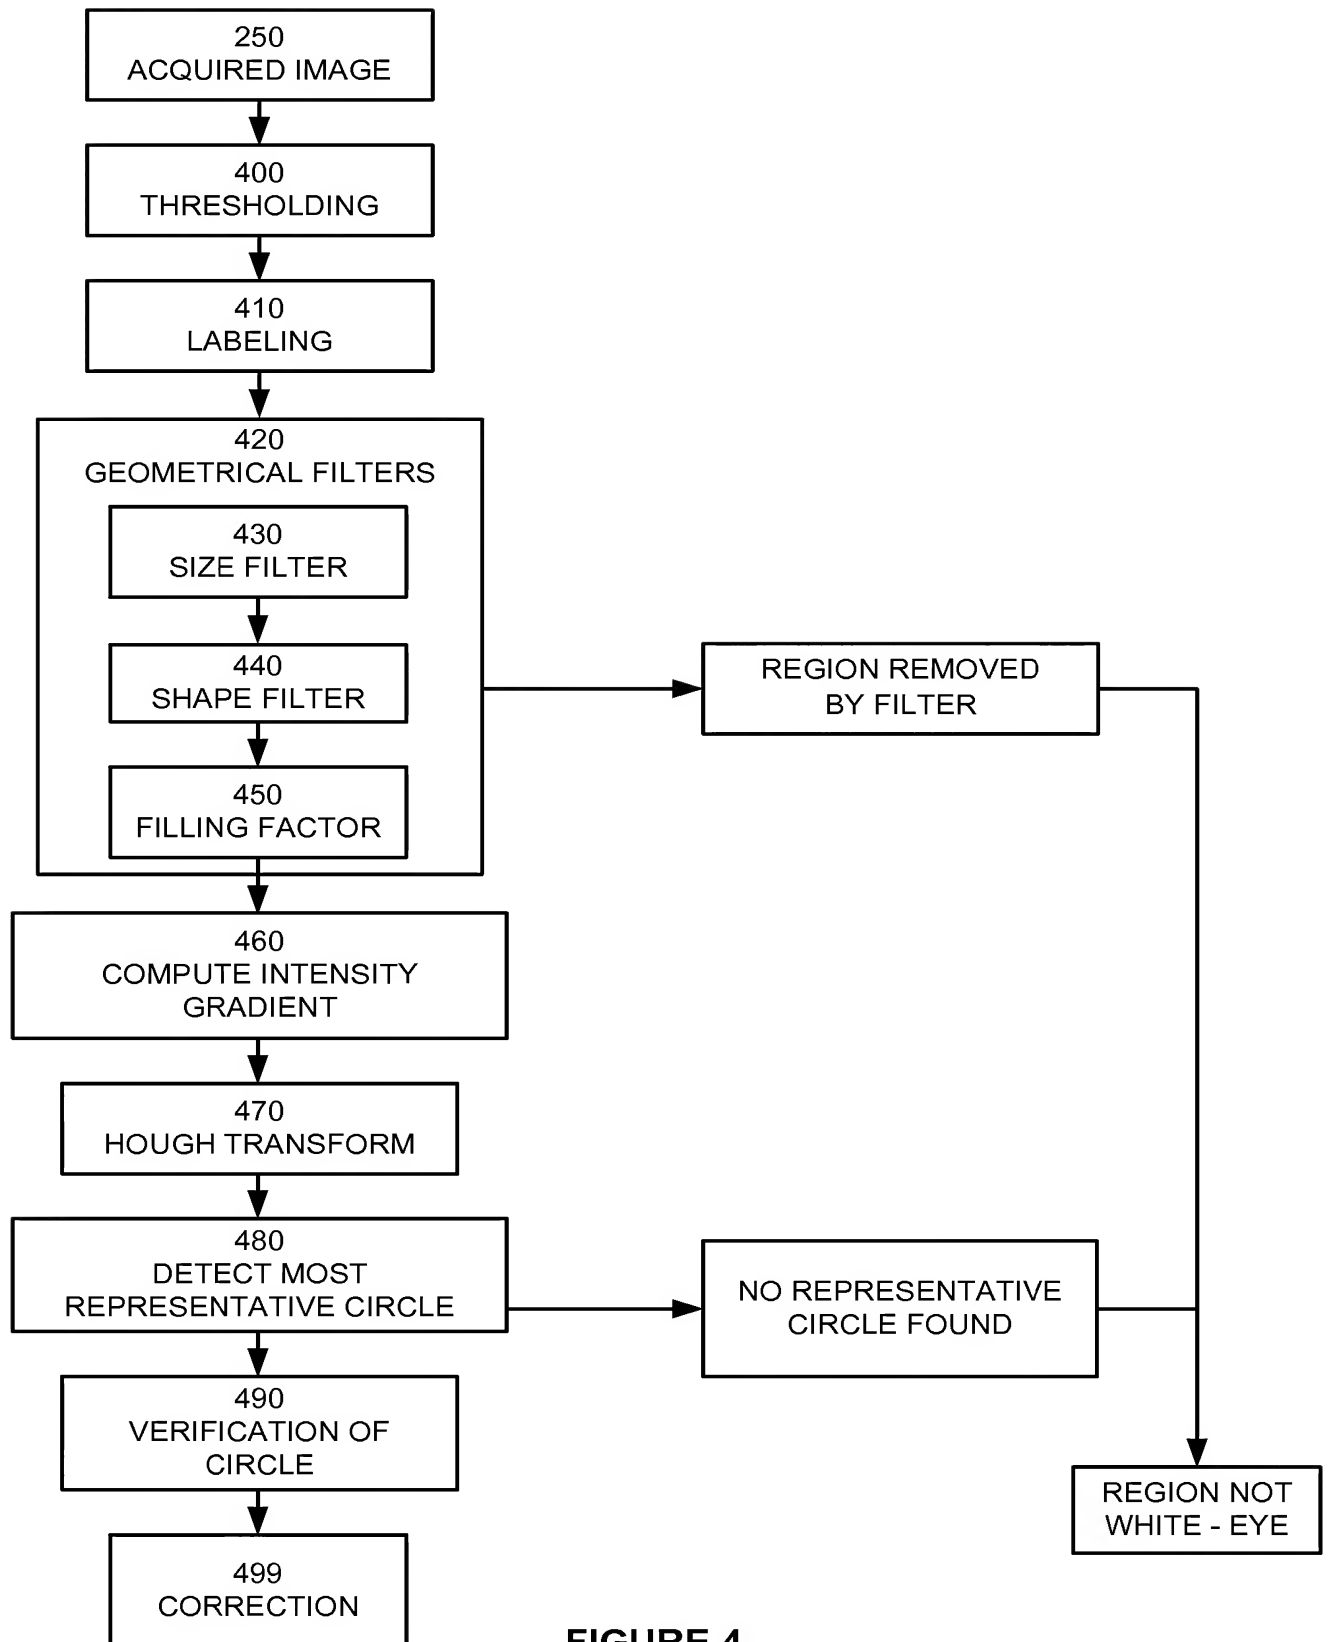 250
ACQUIRED IMAGE
400
THRESHOLDING
410
LABELING
420
GEOMETRICAL FILTERS
430
SIZE FILTER
440
SHAPE FILTER
450
FILLING FACTOR
REGION REMOVED
BY FILTER
460
COMPUTE INTENSITY
GRADIENT
470
HOUGH TRANSFORM
480
DETECT MOST
REPRESENTATIVE CIRCLE
NO REPRESENTATIVE
CIRCLE FOUND
490
VERIFICATION OF
CIRCLE
REGION NOT
WHITE - EYE
499
CORRECTION
FIGURE 4